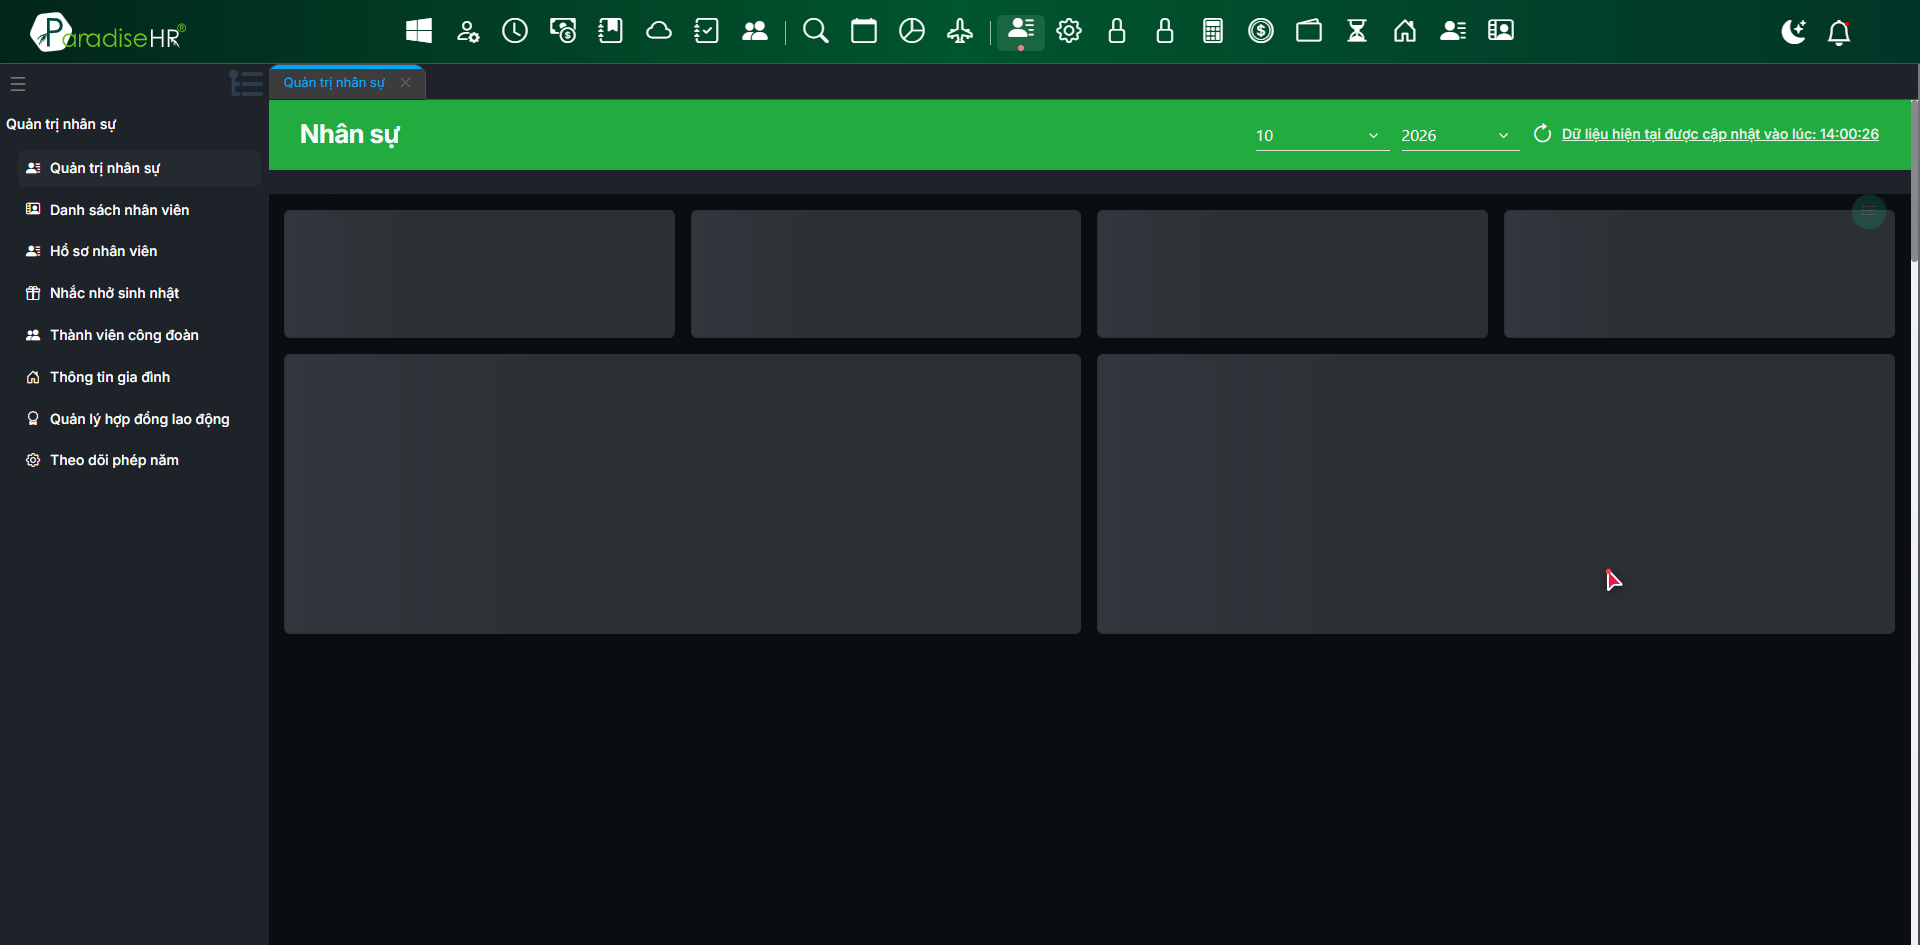 ParadiseHR®
Quản trị nhân sự
Nhân sự
10
2026
Dữ liệu hiện tại được cập nhật vào lúc: 14:00:26
Quản trị nhân sự
Quản trị nhân sự
Danh sách nhân viên
Hồ sơ nhân viên
Nhắc nhở sinh nhật
Thành viên công đoàn
Thông tin gia đình
Quản lý hợp đồng lao động
Theo dõi phép năm